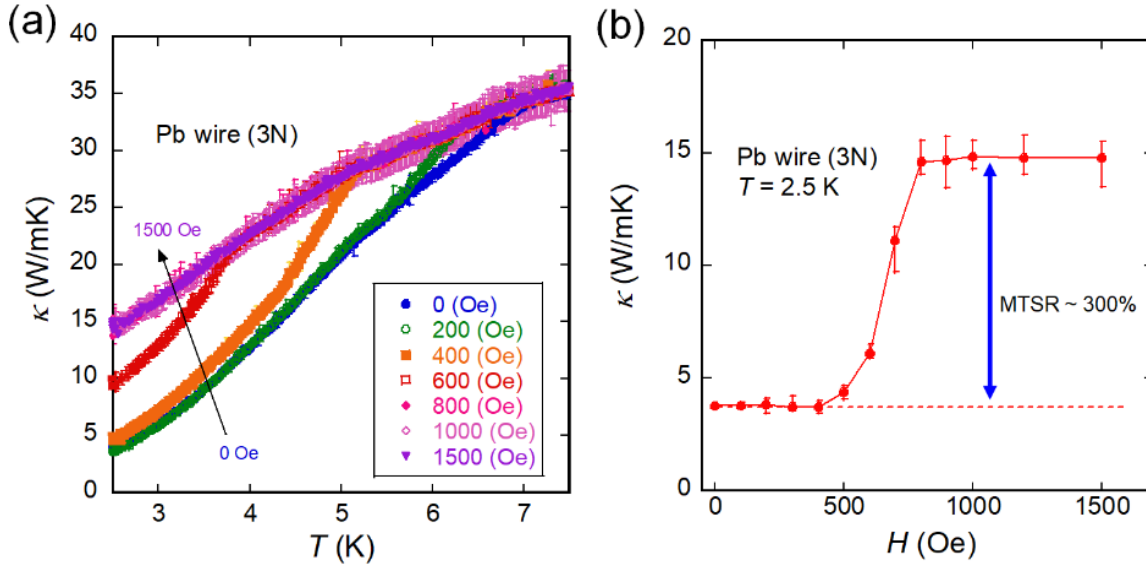 (a)
40
35
30
25
20
15
10
5
0
κ (W/mK)
Pb wire (3N)
1500 Oe
0 Oe
0 (Oe)
200 (Oe)
400 (Oe)
600 (Oe)
800 (Oe)
1000 (Oe)
1500 (Oe)
3 4 5 6 7
T (K)
(b)
20
15
10
5
0
κ (W/mK)
Pb wire (3N)
T = 2.5 K
MTSR ~ 300%
0 500 1000 1500
H (Oe)